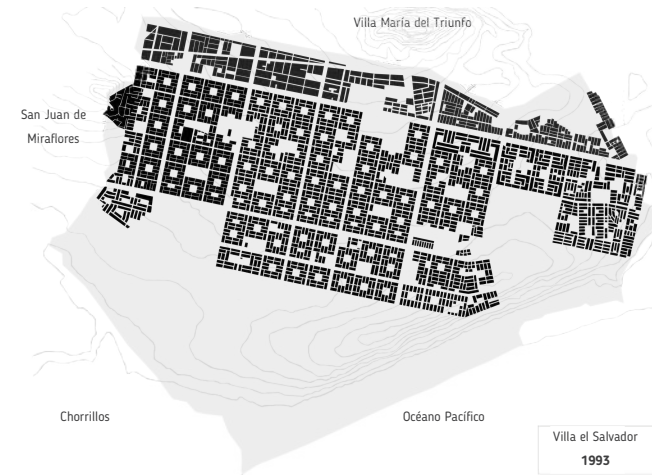 Villa María del Triunfo
San Juan de
Miraflores
Chorrillos
Océano Pacífico
Villa el Salvador
1993